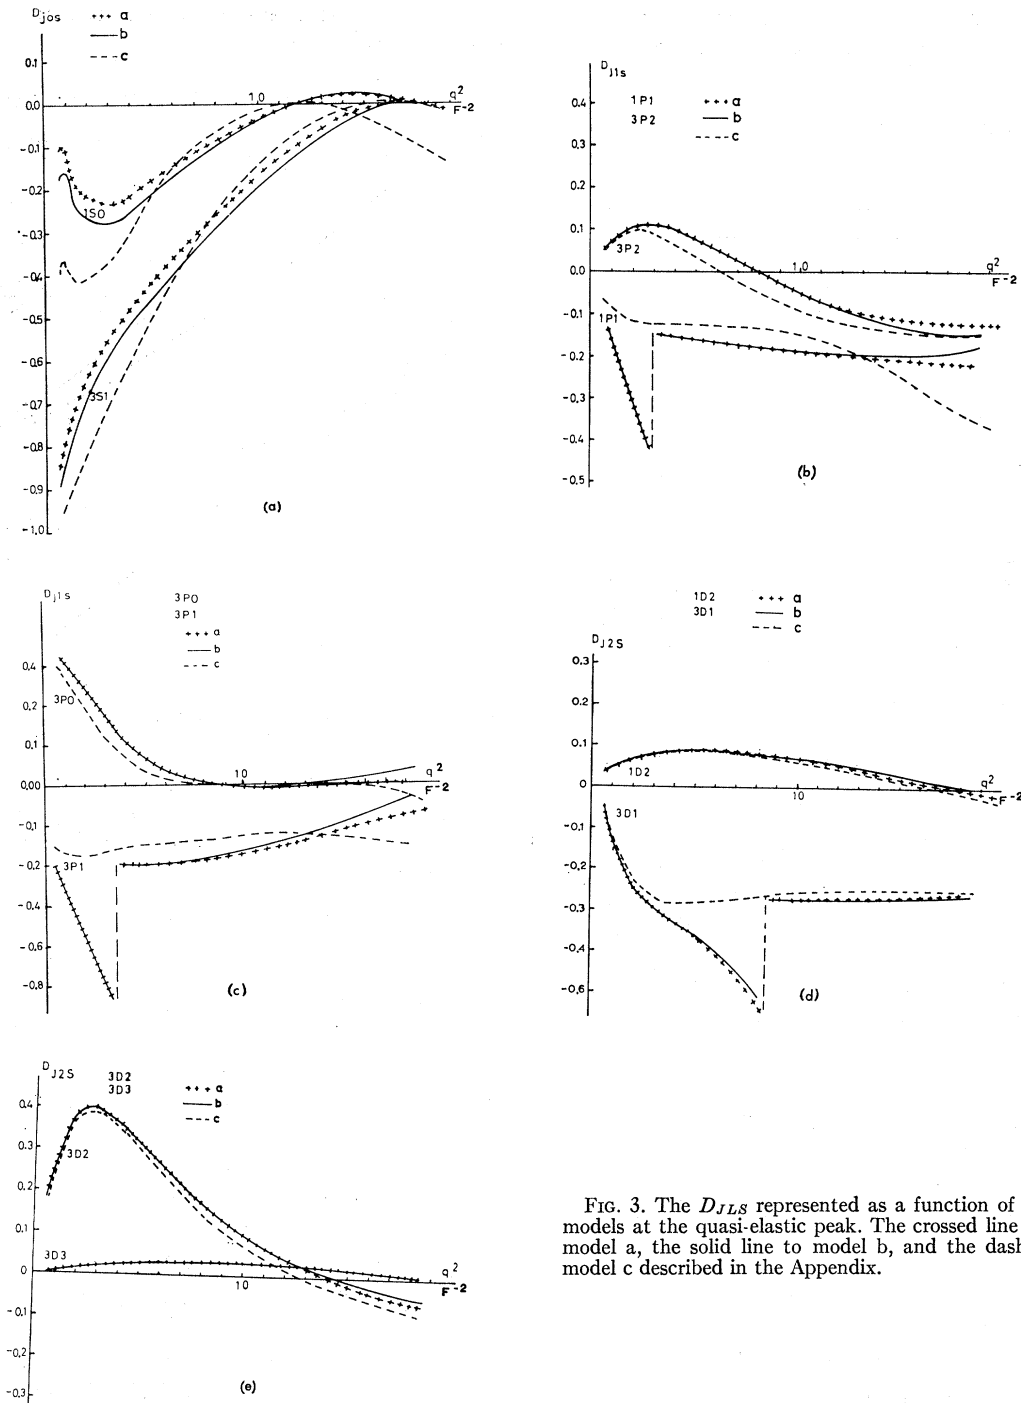 D JOS
+++ a
b
--- c
0.1
0.0
-0.1
-0.2
-0.3
-0.4
-0.5
-0.6
-0.7
-0.8
-0.9
-1.0
1.0
q²
F⁻²
1S0
3S1
(a)
D J1S
1P1
3P2
+++ a
b
--- c
0.4
0.3
0.2
0.1
0.0
-0.1
-0.2
-0.3
-0.4
-0.5
1.0
q²
F⁻²
3P2
1P1
(b)
D J1S
3P0
3P1
+++ a
b
--- c
0.4
0.2
0.1
0.00
-0.1
-0.2
-0.4
-0.6
-0.8
10
q²
F⁻²
3P0
3P1
(c)
1D2
3D1
+++ a
b
--- c
D J2S
0.3
0.2
0.1
0
-0.1
-0.2
-0.3
-0.4
-0.6
10
q²
F⁻²
1D2
3D1
(d)
D J2S
3D2
3D3
+++ a
b
--- c
0.4
0.3
0.2
0.1
0
-0.1
-0.2
-0.3
10
q²
F⁻²
3D2
3D3
(e)
FIG. 3. The D_JLS represented as a function of
models at the quasi-elastic peak. The crossed line
model a, the solid line to model b, and the dash
model c described in the Appendix.